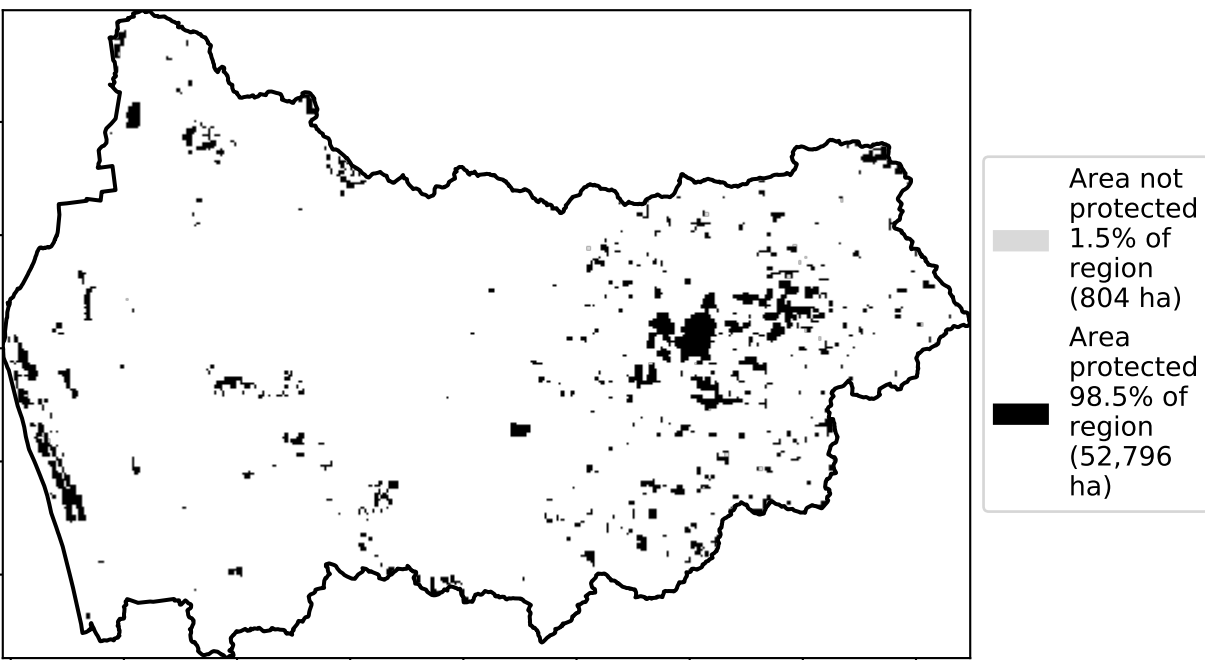 Area not
protected
1.5% of
region
(804 ha)
Area
protected
98.5% of
region
(52,796
ha)